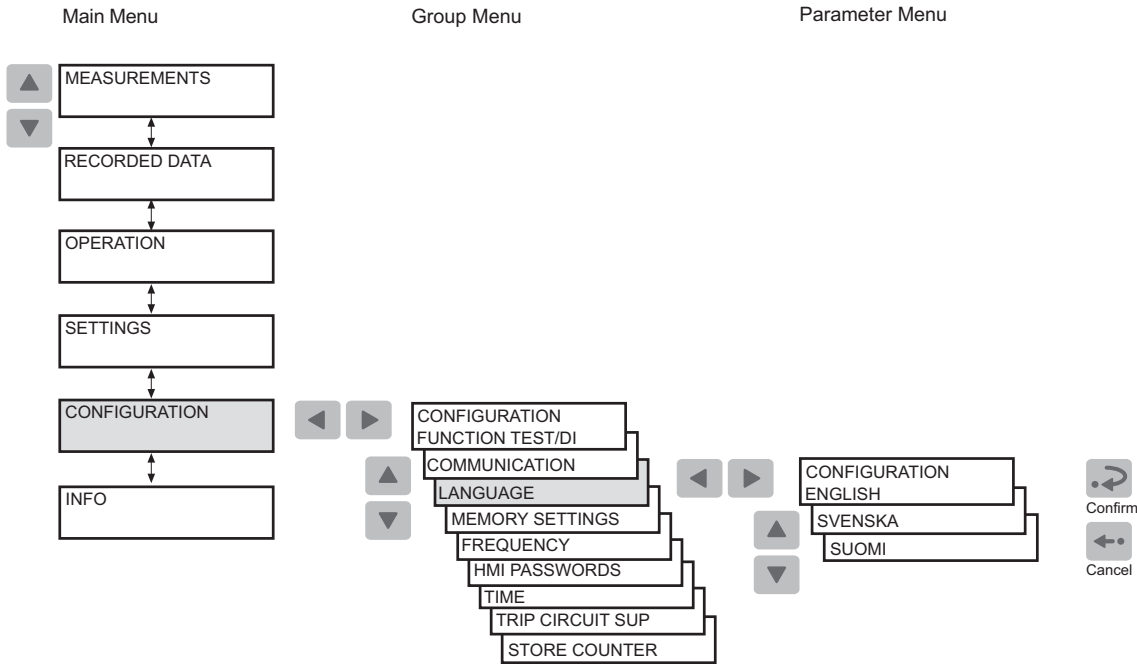 Main Menu
Group Menu
Parameter Menu
MEASUREMENTS
RECORDED DATA
OPERATION
SETTINGS
CONFIGURATION
INFO
CONFIGURATION
FUNCTION TEST/DI
COMMUNICATION
LANGUAGE
MEMORY SETTINGS
FREQUENCY
HMI PASSWORDS
TIME
TRIP CIRCUIT SUP
STORE COUNTER
CONFIGURATION
ENGLISH
SVENSKA
SUOMI
Confirm
Cancel